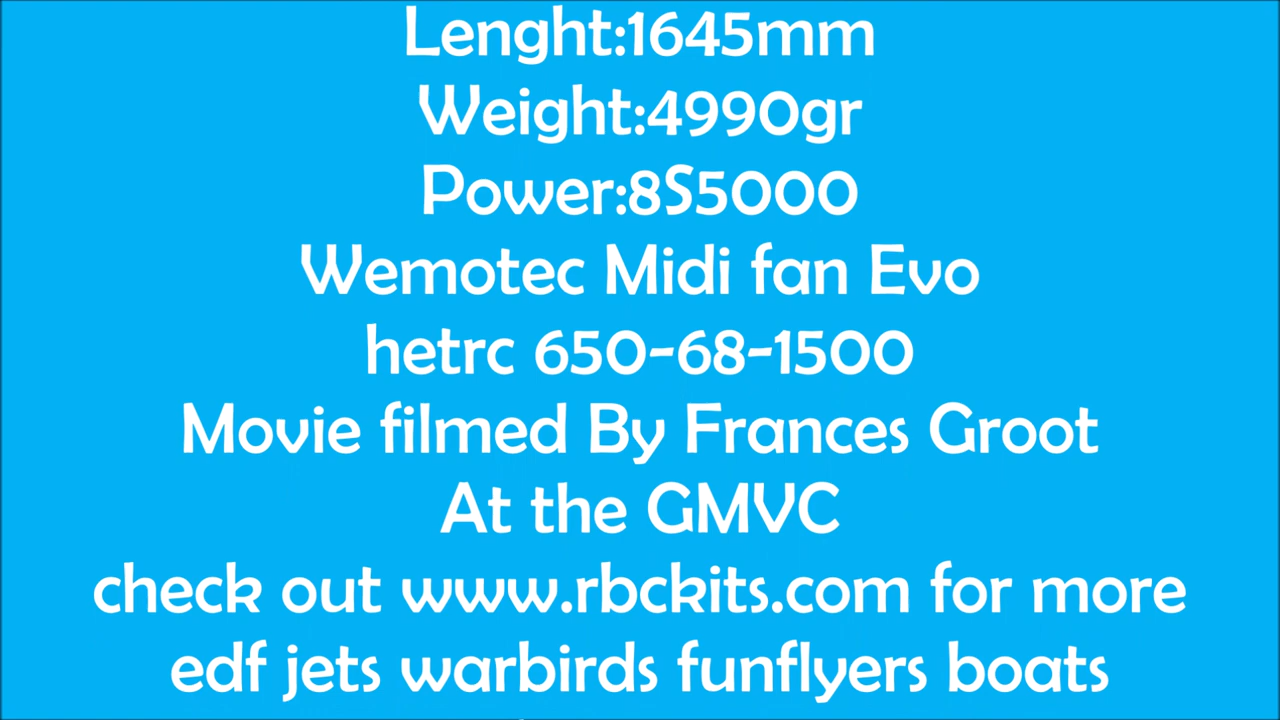 Lenght:1645mm
Weight:4990gr
Power:8S5000
Wemotec Midi fan Evo
hetrc 650-68-1500
Movie filmed By Frances Groot
At the GMVC
check out www.rbckits.com for more
edf jets warbirds funflyers boats